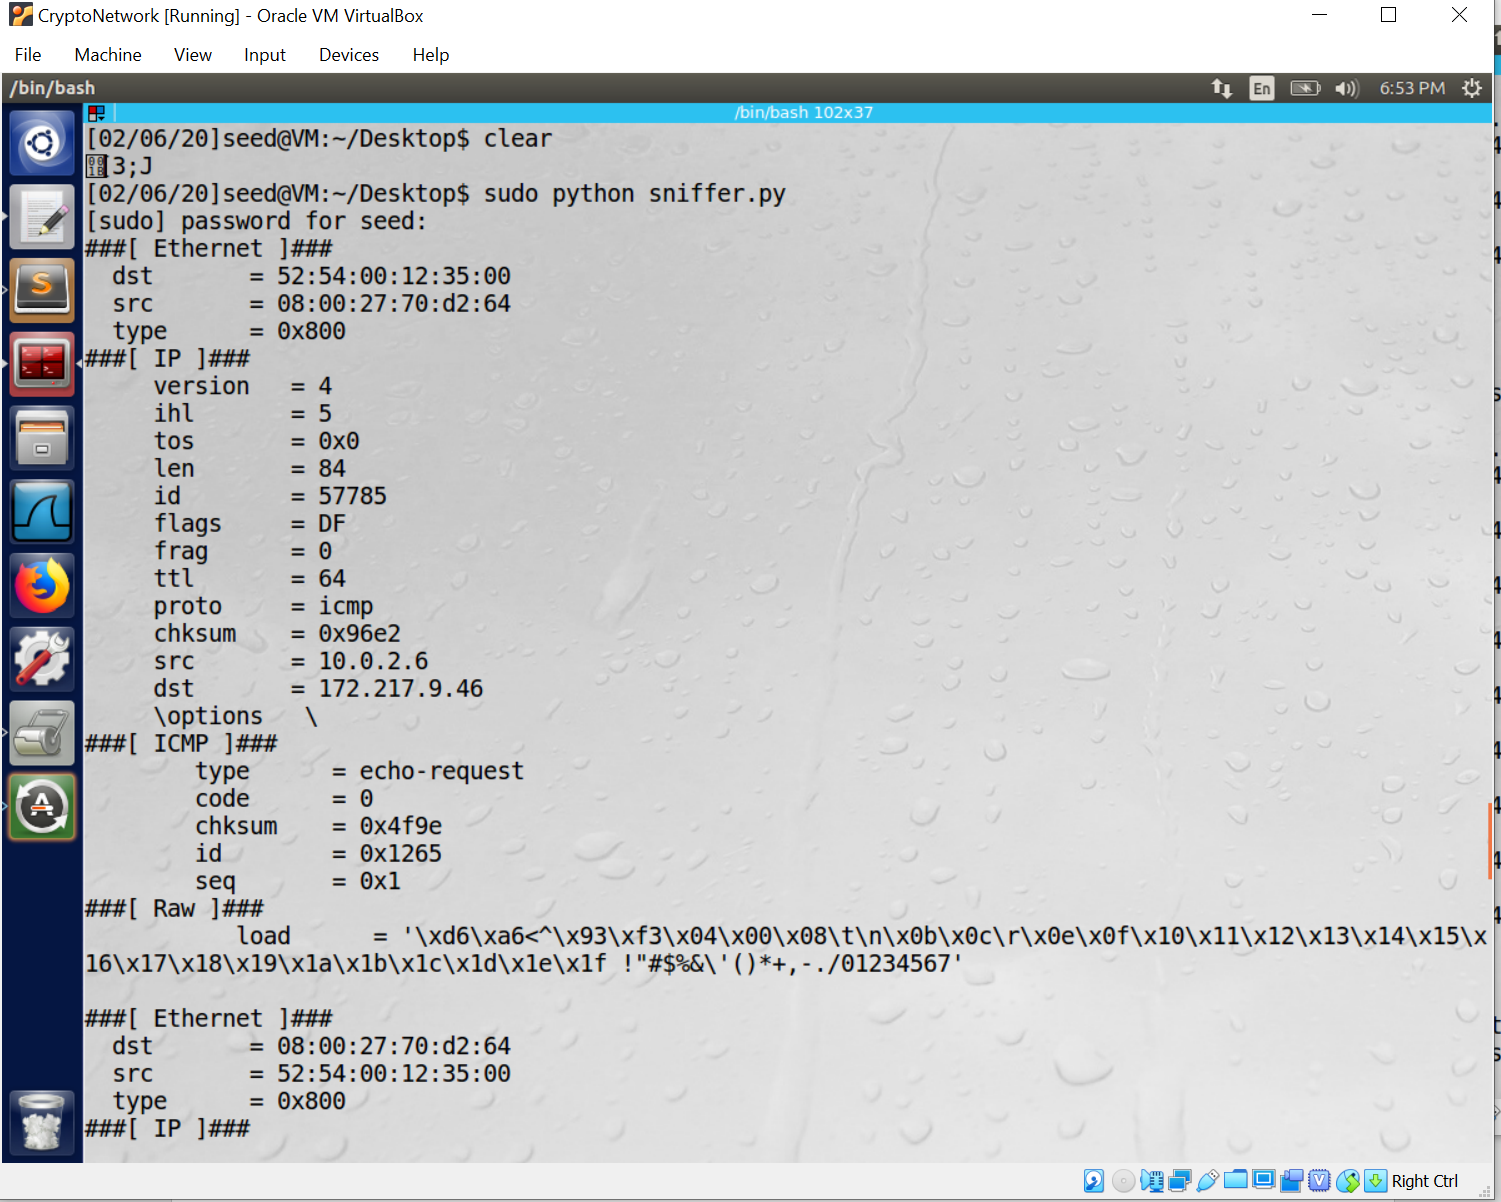 CryptoNetwork [Running] - Oracle VM VirtualBox
File Machine View Input Devices Help
/bin/bash En 6:53 PM
/bin/bash 102x37
[02/06/20]seed@VM:~/Desktop$ clear
3;J
[02/06/20]seed@VM:~/Desktop$ sudo python sniffer.py
[sudo] password for seed:
###[ Ethernet ]###
  dst       = 52:54:00:12:35:00
  src       = 08:00:27:70:d2:64
  type      = 0x800
###[ IP ]###
     version   = 4
     ihl       = 5
     tos       = 0x0
     len       = 84
     id        = 57785
     flags     = DF
     frag      = 0
     ttl       = 64
     proto     = icmp
     chksum    = 0x96e2
     src       = 10.0.2.6
     dst       = 172.217.9.46
     \options   \
###[ ICMP ]###
        type      = echo-request
        code      = 0
        chksum    = 0x4f9e
        id        = 0x1265
        seq       = 0x1
###[ Raw ]###
           load      = '\xd6\xa6<^\x93\xf3\x04\x00\x08\t\n\x0b\x0c\r\x0e\x0f\x10\x11\x12\x13\x14\x15\x
16\x17\x18\x19\x1a\x1b\x1c\x1d\x1e\x1f !"#$%&\'()*+,-./01234567'
###[ Ethernet ]###
  dst       = 08:00:27:70:d2:64
  src       = 52:54:00:12:35:00
  type      = 0x800
###[ IP ]###
Right Ctrl